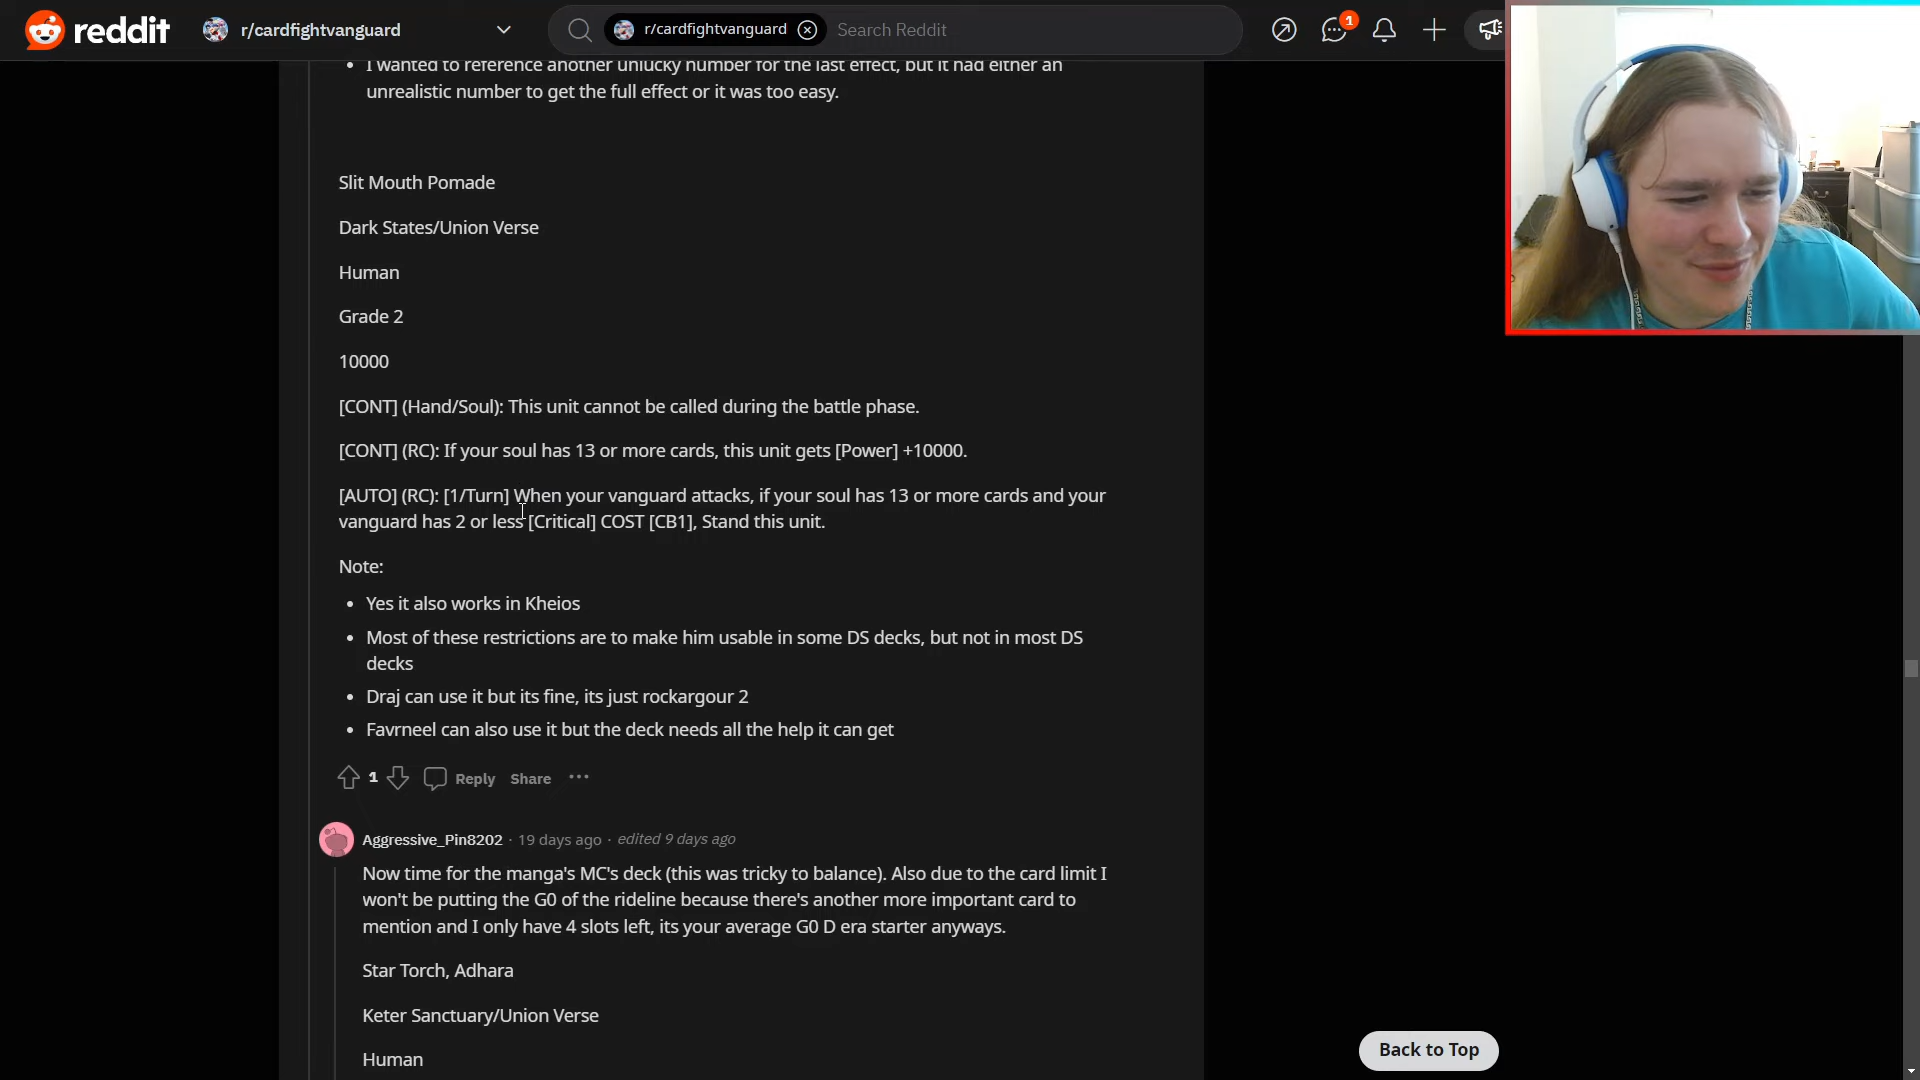 reddit
r/cardfightvanguard
r/cardfightvanguard
Search Reddit
1
I wanted to reference another unlucky number for the last effect, but it had either an
unrealistic number to get the full effect or it was too easy.
Slit Mouth Pomade
Dark States/Union Verse
Human
Grade 2
10000
[CONT] (Hand/Soul): This unit cannot be called during the battle phase.
[CONT] (RC): If your soul has 13 or more cards, this unit gets [Power] +10000.
[AUTO] (RC): [1/Turn] When your vanguard attacks, if your soul has 13 or more cards and your
vanguard has 2 or less [Critical] COST [CB1], Stand this unit.
Note:
Yes it also works in Kheios
Most of these restrictions are to make him usable in some DS decks, but not in most DS
decks
Draj can use it but its fine, its just rockargour 2
Favrneel can also use it but the deck needs all the help it can get
1 Reply Share ...
Aggressive_Pin8202 · 19 days ago · edited 9 days ago
Now time for the manga's MC's deck (this was tricky to balance). Also due to the card limit I
won't be putting the G0 of the rideline because there's another more important card to
mention and I only have 4 slots left, its your average G0 D era starter anyways.
Star Torch, Adhara
Keter Sanctuary/Union Verse
Human
Back to Top